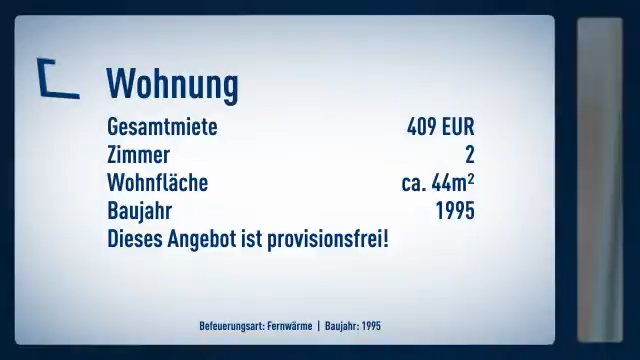 Wohnung
Gesamtmiete 409 EUR
Zimmer 2
Wohnfläche ca. 44m²
Baujahr 1995
Dieses Angebot ist provisionsfrei!
Befeuerungsart: Fernwärme | Baujahr: 1995